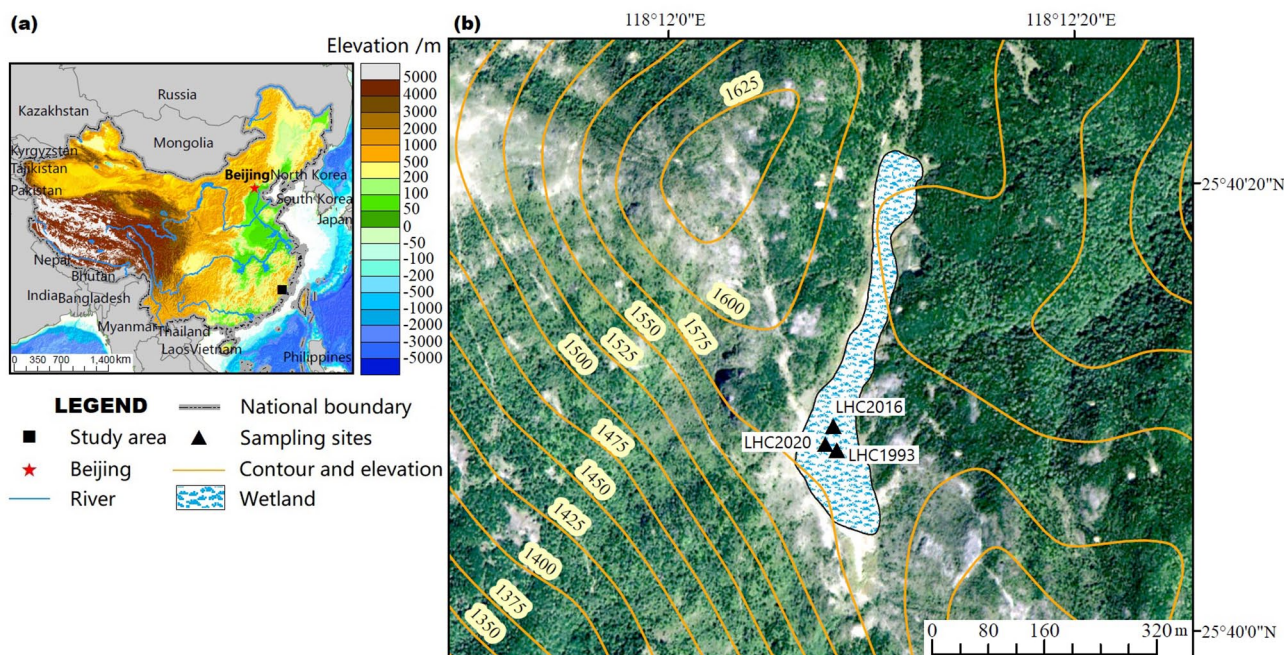 (a)
Elevation /m
Russia
Kazakhstan
Mongolia
Kyrgyzstan
Tajikistan
Pakistan
Beijing
North Korea
South Korea
Japan
Nepal
Bhutan
India
Bangladesh
Myanmar
Thailand
Laos
Vietnam
Philippines
0 350 700 1,400 km
5000
4000
3000
2000
1000
500
200
100
50
0
-50
-100
-200
-500
-1000
-2000
-3000
-5000
LEGEND
National boundary
Study area
Sampling sites
Beijing
Contour and elevation
River
Wetland
(b)
118°12'0"E
118°12'20"E
25°40'20"N
25°40'0"N
1625
1600
1575
1550
1525
1500
1475
1450
1425
1400
1375
1350
LHC2016
LHC2020
LHC1993
0 80 160 320 m